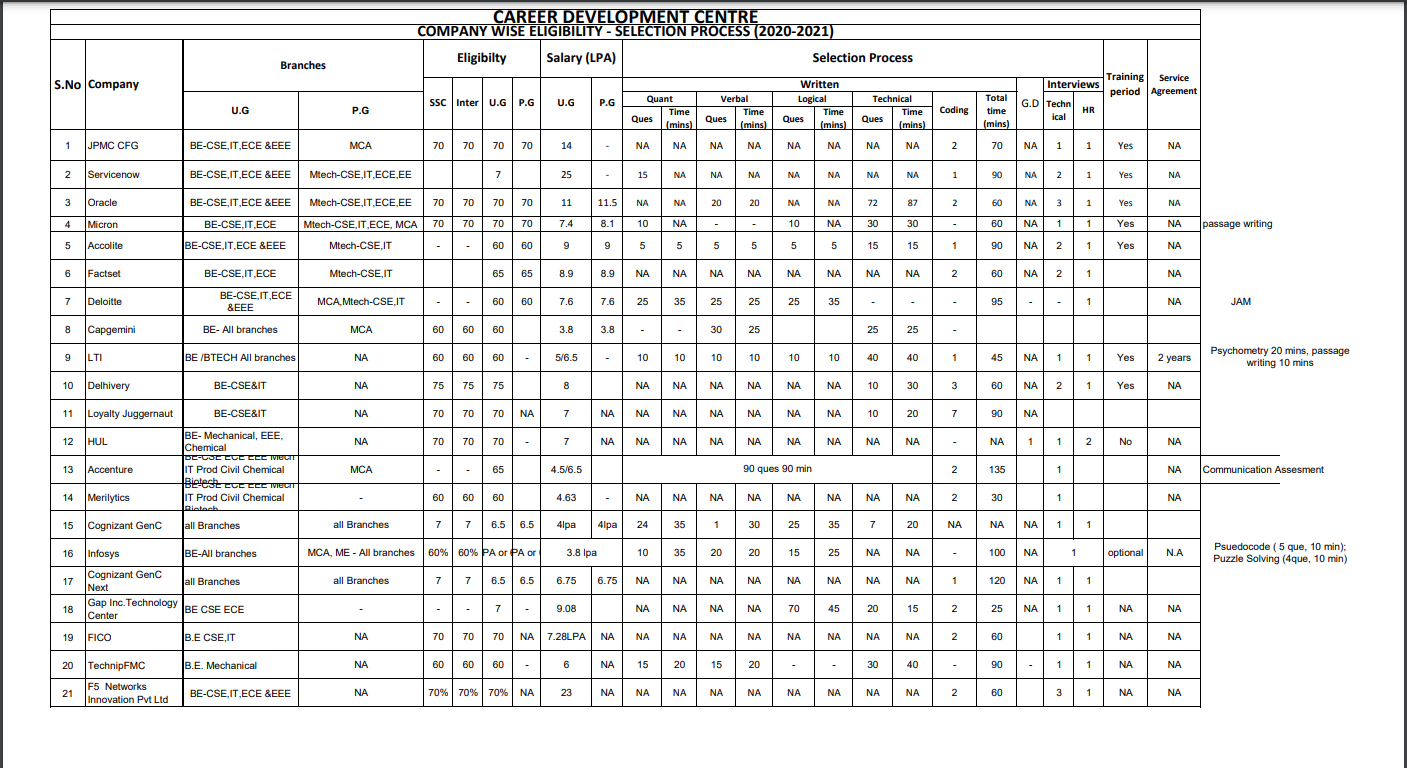 CAREER DEVELOPMENT CENTRE
COMPANY WISE ELIGIBILITY - SELECTION PROCESS (2020-2021)
S.No Company Branches Eligibilty Salary (LPA) Selection Process Training period Service Agreement
Written Interviews
U.G P.G SSC Inter U.G P.G U.G P.G Quant Verbal Logical Technical Coding Total time (mins) G.D Techn ical HR
Ques Time (mins) Ques Time (mins) Ques Time (mins) Ques Time (mins)
1 JPMC CFG BE-CSE,IT,ECE &EEE MCA 70 70 70 70 14 - NA NA NA NA NA NA NA NA 2 70 NA 1 1 Yes NA
2 Servicenow BE-CSE,IT,ECE &EEE Mtech-CSE,IT,ECE,EE 7 25 - 15 NA NA NA NA NA NA NA 1 90 NA 2 1 Yes NA
3 Oracle BE-CSE,IT,ECE &EEE Mtech-CSE,IT,ECE,EE 70 70 70 70 11 11.5 NA NA 20 20 NA NA 72 87 2 60 NA 3 1 Yes NA
4 Micron BE-CSE,IT,ECE Mtech-CSE,IT,ECE, MCA 70 70 70 70 7.4 8.1 10 NA - - 10 NA 30 30 - 60 NA 1 1 Yes NA passage writing
5 Accolite BE-CSE,IT,ECE &EEE Mtech-CSE,IT - - 60 60 9 9 5 5 5 5 5 5 15 15 1 90 NA 2 1 Yes NA
6 Factset BE-CSE,IT,ECE Mtech-CSE,IT 65 65 8.9 8.9 NA NA NA NA NA NA NA NA 2 60 NA 2 1 NA
7 Deloitte BE-CSE,IT,ECE &EEE MCA,Mtech-CSE,IT - - 60 60 7.6 7.6 25 35 25 25 25 35 - - - 95 - - 1 NA JAM
8 Capgemini BE- All branches MCA 60 60 60 3.8 3.8 - - 30 25 25 25 -
9 LTI BE /BTECH All branches NA 60 60 60 - 5/6.5 - 10 10 10 10 10 10 40 40 1 45 NA 1 1 Yes 2 years Psychometry 20 mins, passage writing 10 mins
10 Delhivery BE-CSE&IT NA 75 75 75 8 NA NA NA NA NA NA 10 30 3 60 NA 2 1 Yes NA
11 Loyalty Juggernaut BE-CSE&IT NA 70 70 70 NA 7 NA NA NA NA NA NA NA 10 20 7 90 NA
12 HUL BE- Mechanical, EEE, Chemical NA 70 70 70 - 7 NA NA NA NA NA NA NA NA NA - NA 1 1 2 No NA
13 Accenture BE-CSE ECE EEE Mech IT Prod Civil Chemical Biotech MCA - - 65 4.5/6.5 90 ques 90 min 2 135 1 NA Communication Assesment
14 Merilytics BE-CSE ECE EEE Mech IT Prod Civil Chemical Biotech - 60 60 60 4.63 - NA NA NA NA NA NA NA NA 2 30 1 NA
15 Cognizant GenC all Branches all Branches 7 7 6.5 6.5 4lpa 4lpa 24 35 1 30 25 35 7 20 NA NA NA 1 1
16 Infosys BE-All branches MCA, ME - All branches 60% 60% PA or PA or 3.8 lpa 10 35 20 20 15 25 NA NA - 100 NA 1 optional N.A Psuedocode ( 5 que, 10 min); Puzzle Solving (4que, 10 min)
17 Cognizant GenC Next all Branches all Branches 7 7 6.5 6.5 6.75 6.75 NA NA NA NA NA NA NA NA 1 120 NA 1 1
18 Gap Inc.Technology Center BE CSE ECE - - - 7 - 9.08 NA NA NA NA 70 45 20 15 2 25 NA 1 1 NA NA
19 FICO B.E CSE,IT NA 70 70 70 NA 7.28LPA NA NA NA NA NA NA NA NA NA 2 60 1 1 NA NA
20 TechnipFMC B.E. Mechanical NA 60 60 60 - 6 NA 15 20 15 20 - - 30 40 - 90 - 1 1 NA NA
21 F5 Networks Innovation Pvt Ltd BE-CSE,IT,ECE &EEE NA 70% 70% 70% NA 23 NA NA NA NA NA NA NA NA NA 2 60 3 1 NA NA